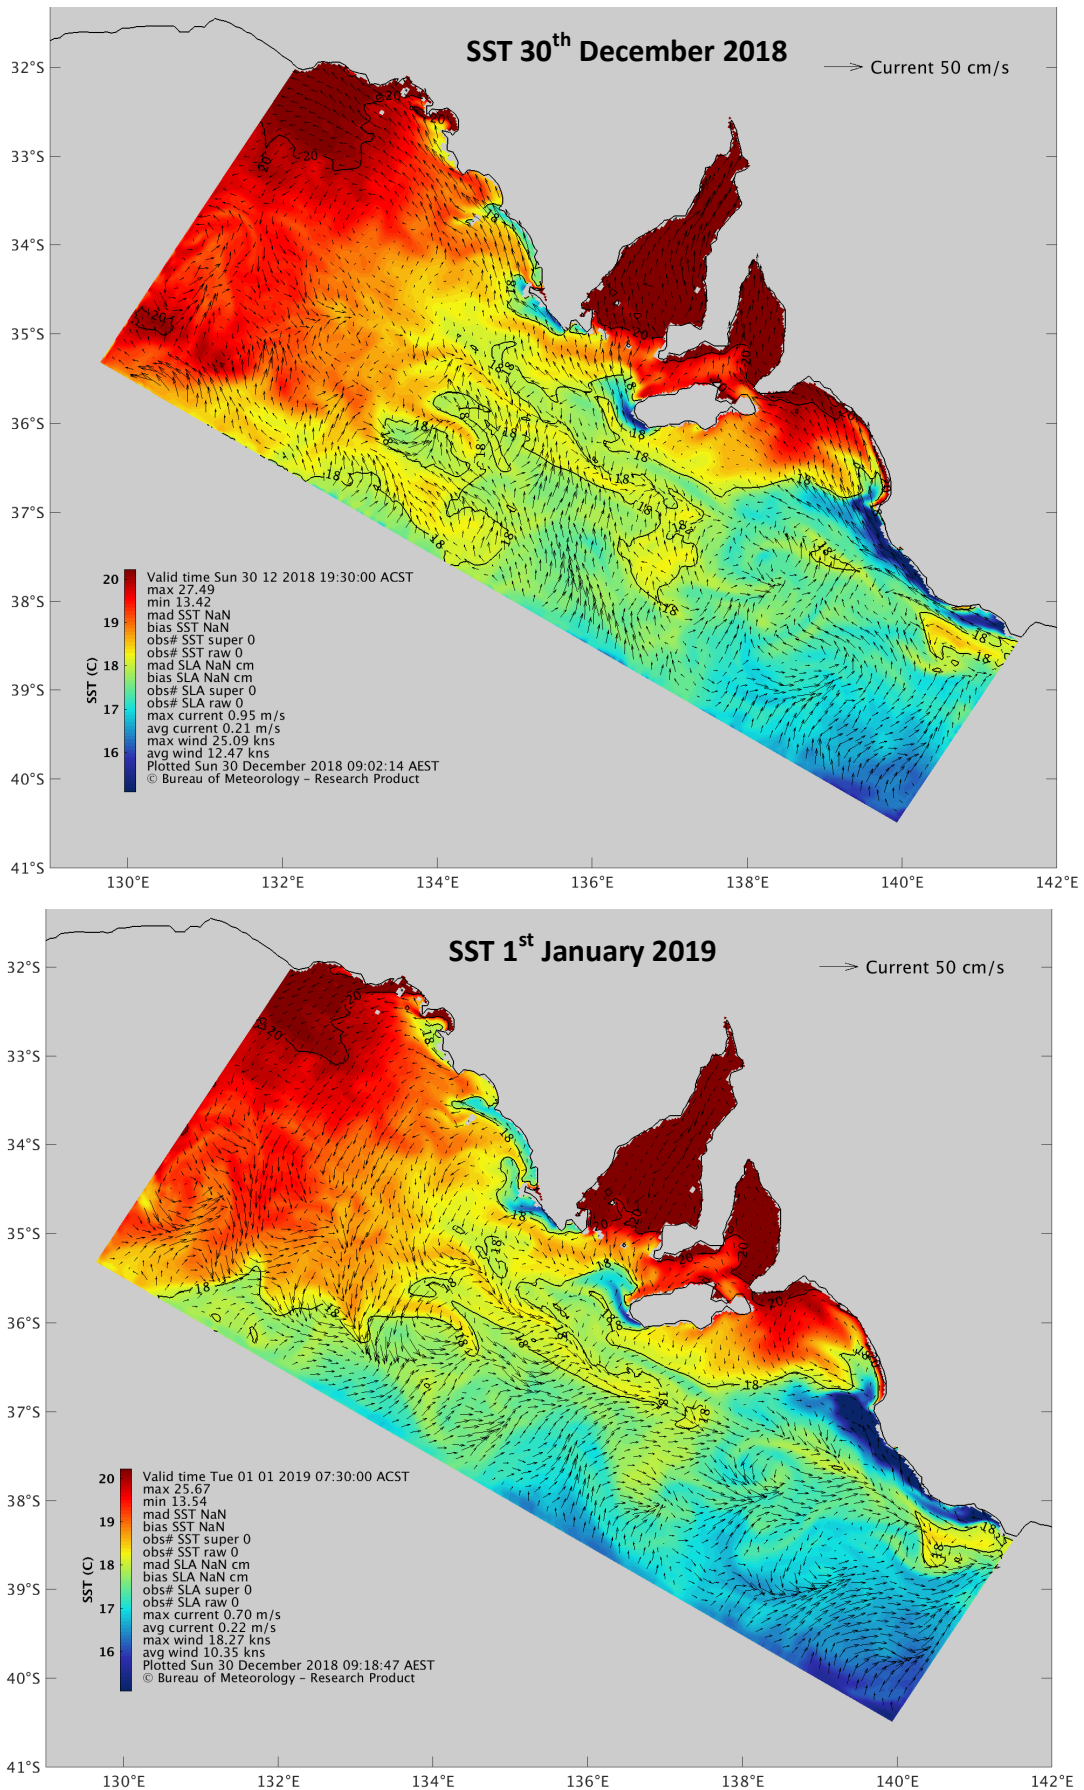 SST 30th December 2018
Current 50 cm/s
32°S
33°S
34°S
35°S
36°S
37°S
38°S
39°S
40°S
41°S
130°E
132°E
134°E
136°E
138°E
140°E
142°E
SST (C)
20
19
18
17
16
Valid time Sun 30 12 2018 19:30:00 ACST
max 27.49
min 13.42
mad SST NaN
bias SST NaN
obs# SST super 0
obs# SST raw 0
mad SLA NaN cm
bias SLA NaN cm
obs# SLA super 0
obs# SLA raw 0
max current 0.95 m/s
avg current 0.21 m/s
max wind 25.09 kns
avg wind 12.47 kns
Plotted Sun 30 December 2018 09:02:14 AEST
© Bureau of Meteorology – Research Product
SST 1st January 2019
Current 50 cm/s
32°S
33°S
34°S
35°S
36°S
37°S
38°S
39°S
40°S
41°S
130°E
132°E
134°E
136°E
138°E
140°E
142°E
SST (C)
20
19
18
17
16
Valid time Tue 01 01 2019 07:30:00 ACST
max 25.67
min 13.54
mad SST NaN
bias SST NaN
obs# SST super 0
obs# SST raw 0
mad SLA NaN cm
bias SLA NaN cm
obs# SLA super 0
obs# SLA raw 0
max current 0.70 m/s
avg current 0.22 m/s
max wind 18.27 kns
avg wind 10.35 kns
Plotted Sun 30 December 2018 09:18:47 AEST
© Bureau of Meteorology – Research Product